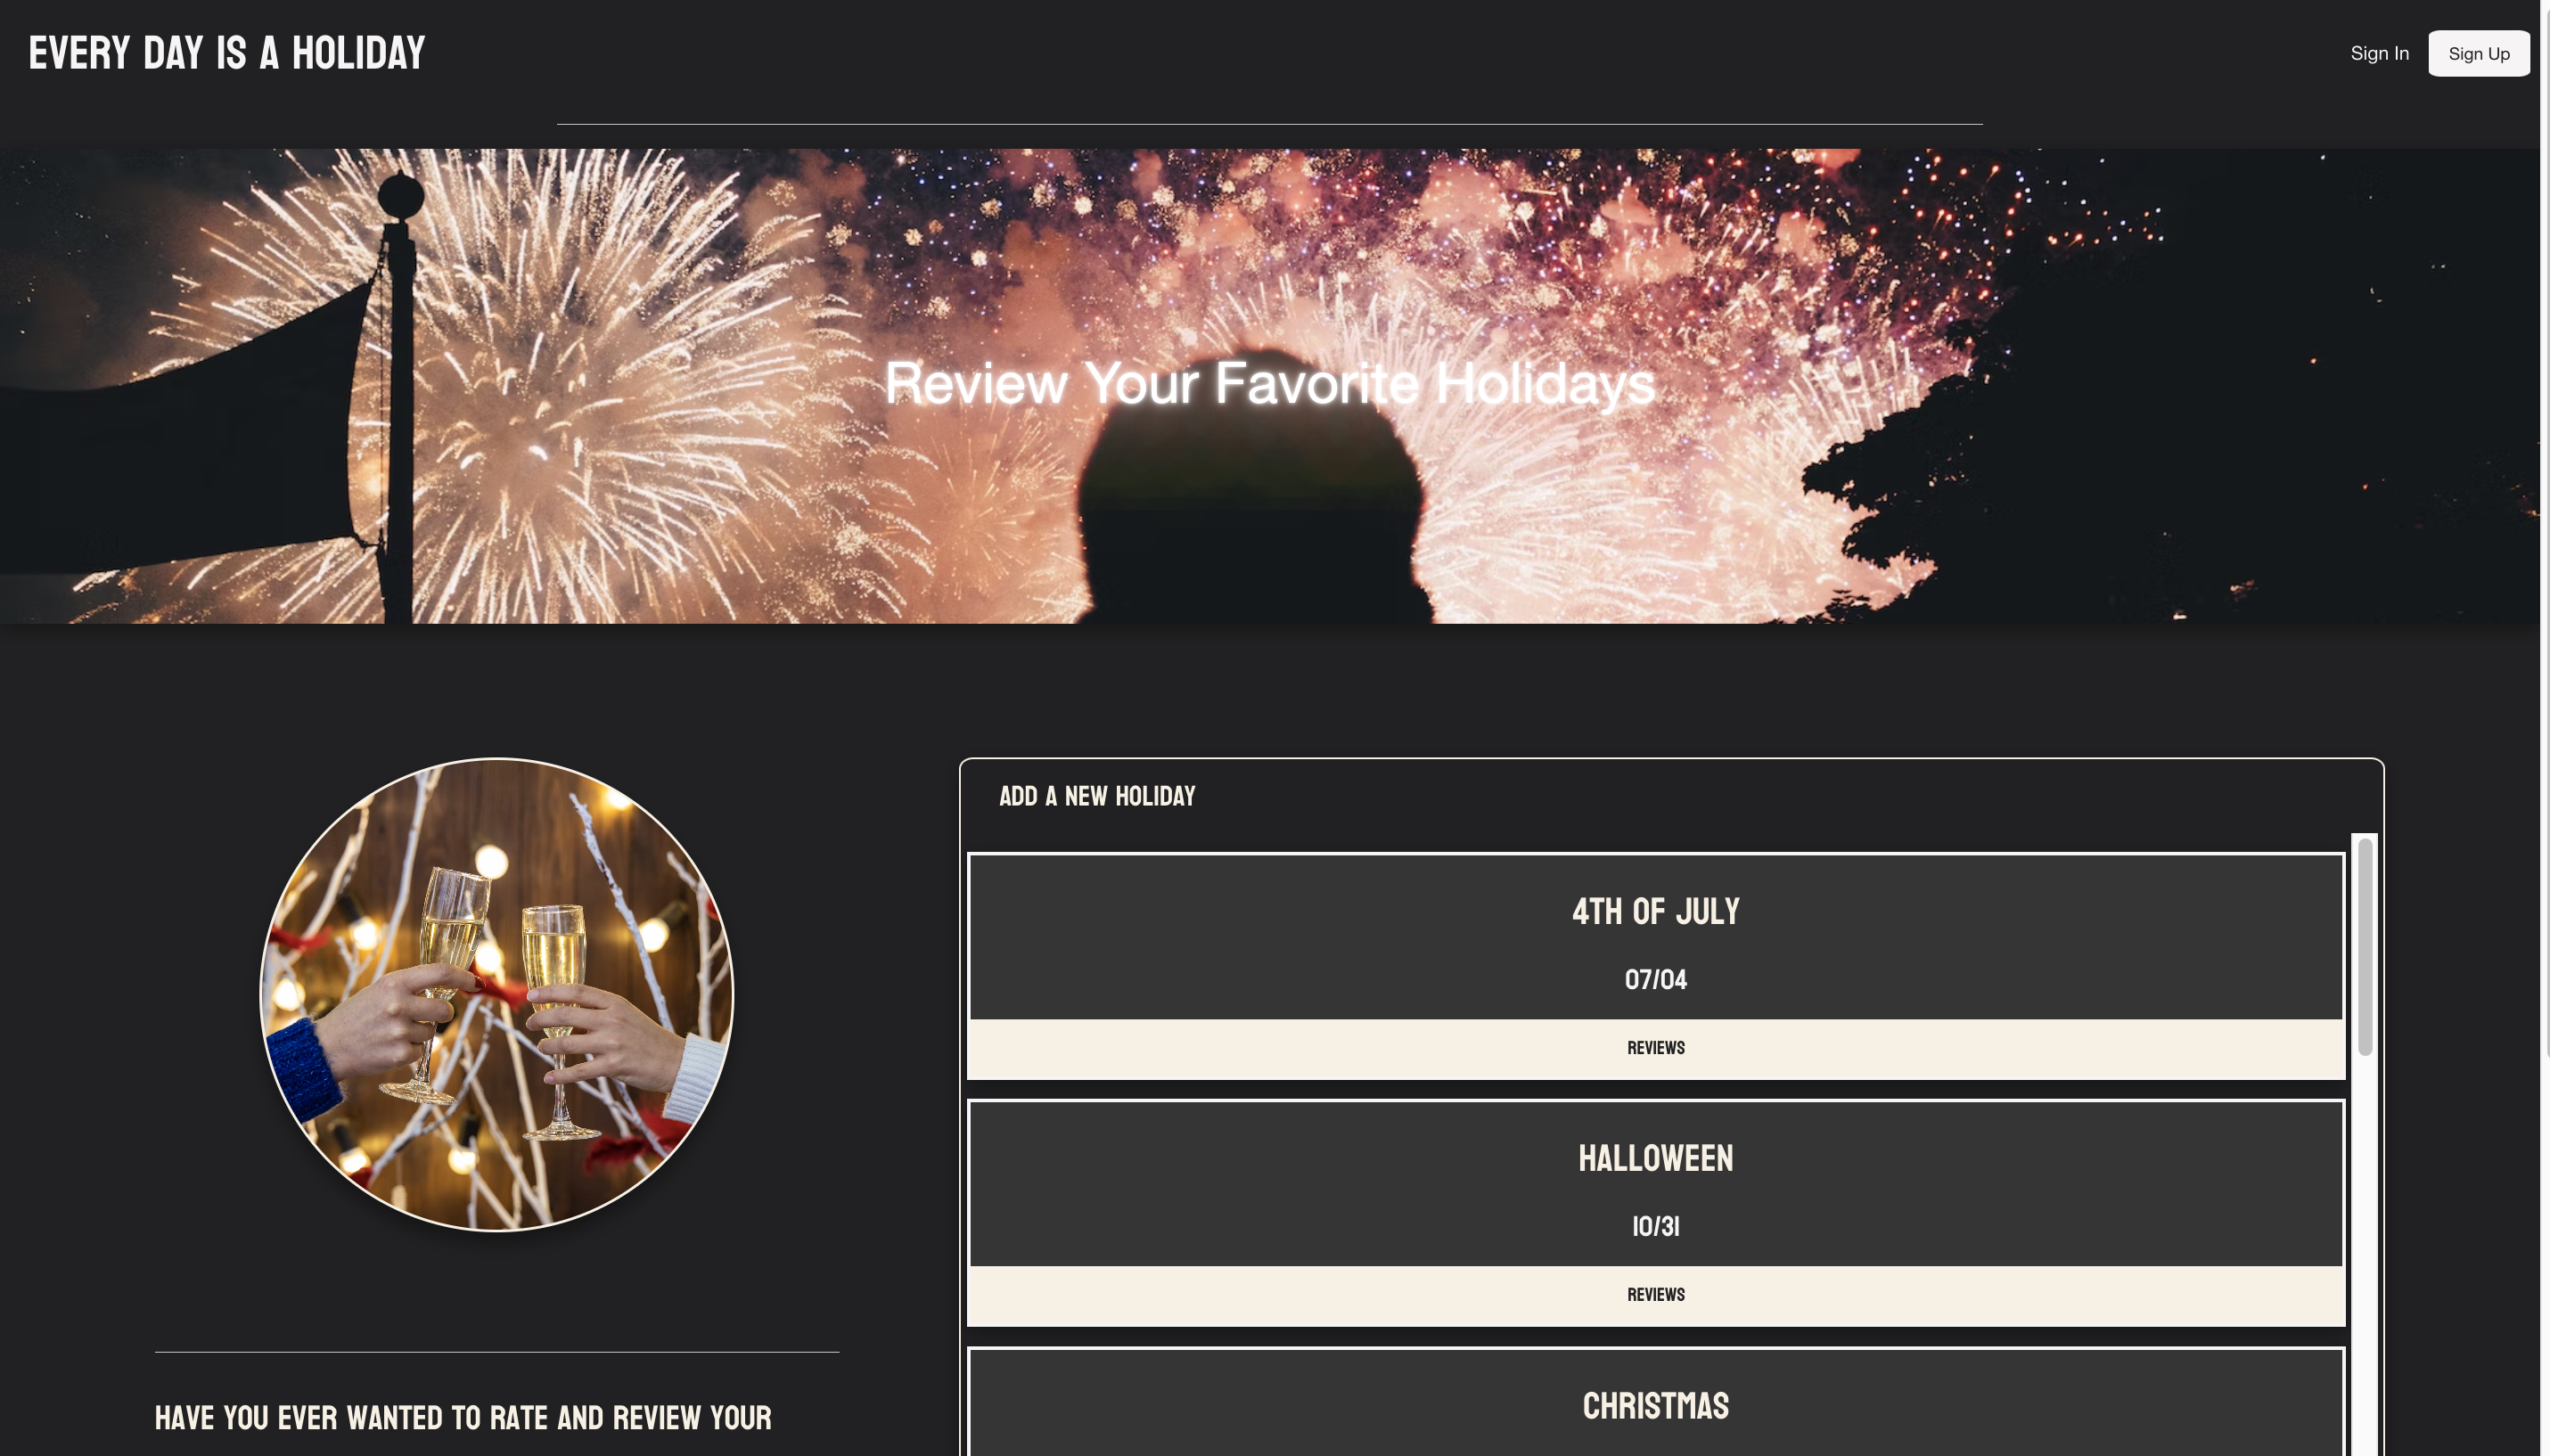 EVERY DAY IS A HOLIDAY
Sign In
Sign Up
Review Your Favorite Holidays
ADD A NEW HOLIDAY
4TH OF JULY
07/04
REVIEWS
HALLOWEEN
10/31
REVIEWS
CHRISTMAS
HAVE YOU EVER WANTED TO RATE AND REVIEW YOUR